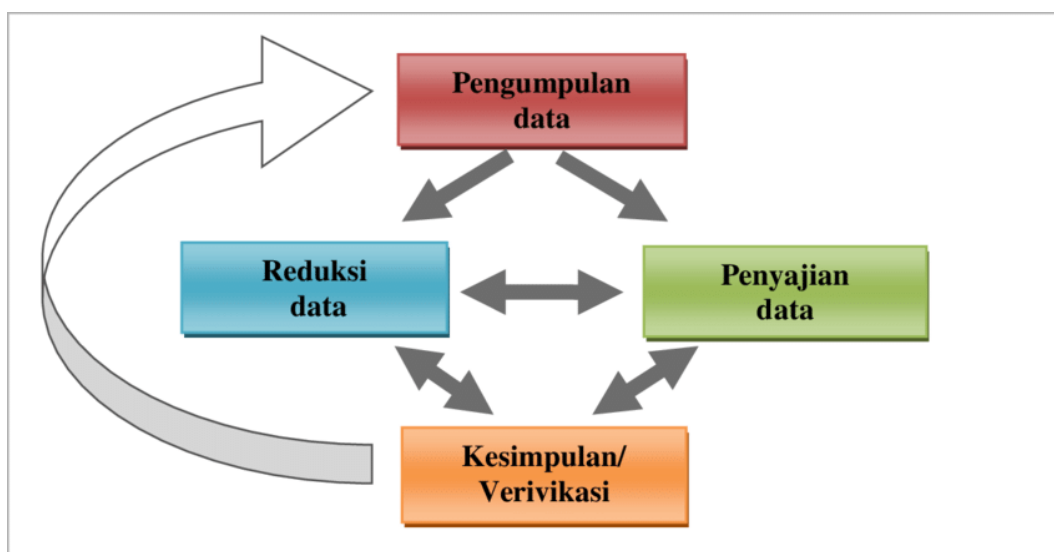 Pengumpulan
data
Reduksi
data
Penyajian
data
Kesimpulan/
Verivikasi